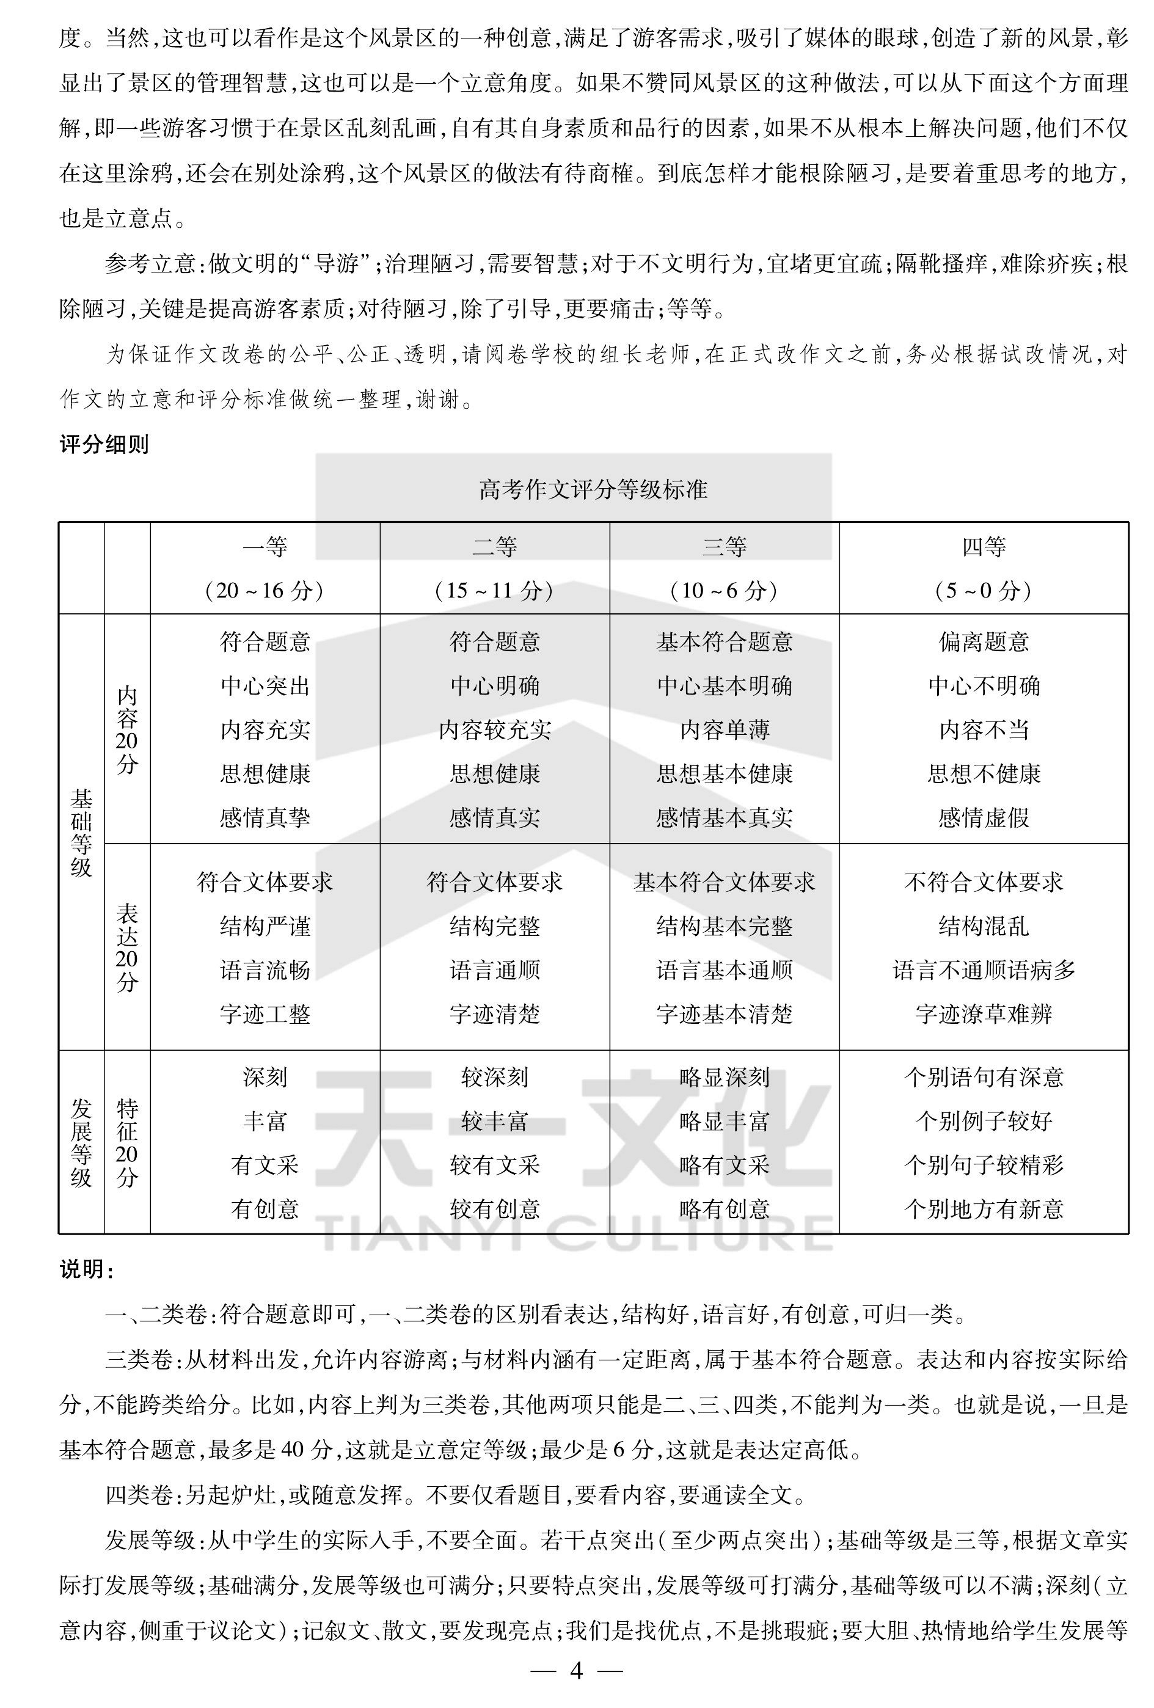 度。当然,这也可以看作是这个风景区的一种创意,满足了游客需求,吸引了媒体的眼球,创造了新的风景,彰
显出了景区的管理智慧,这也可以是一个立意角度。如果不赞同风景区的这种做法,可以从下面这个方面理
解,即一些游客习惯于在景区乱刻乱画,自有其自身素质和品行的因素,如果不从根本上解决问题,他们不仅
在这里涂鸦,还会在别处涂鸦,这个风景区的做法有待商榷。到底怎样才能根除陋习,是要着重思考的地方,
也是立意点。
参考立意:做文明的“导游”;治理陋习,需要智慧;对于不文明行为,宜堵更宜疏;隔靴搔痒,难除疥疾;根
除陋习,关键是提高游客素质;对待陋习,除了引导,更要痛击;等等。
为保证作文改卷的公平、公正、透明,请阅卷学校的组长老师,在正式改作文之前,务必根据试改情况,对
作文的立意和评分标准做统一整理,谢谢。
评分细则
高考作文评分等级标准
一等 二等 三等 四等
(20~16分) (15~11分) (10~6分) (5~0分)
基础等级
内容20分
符合题意 符合题意 基本符合题意 偏离题意
中心突出 中心明确 中心基本明确 中心不明确
内容充实 内容较充实 内容单薄 内容不当
思想健康 思想健康 思想基本健康 思想不健康
感情真挚 感情真实 感情基本真实 感情虚假
表达20分
符合文体要求 符合文体要求 基本符合文体要求 不符合文体要求
结构严谨 结构完整 结构基本完整 结构混乱
语言流畅 语言通顺 语言基本通顺 语言不通顺语病多
字迹工整 字迹清楚 字迹基本清楚 字迹潦草难辨
发展等级
特征20分
深刻 较深刻 略显深刻 个别语句有深意
丰富 较丰富 略显丰富 个别例子较好
有文采 较有文采 略有文采 个别句子较精彩
有创意 较有创意 略有创意 个别地方有新意
天一文化
TIANYI CULTURE
说明:
一、二类卷:符合题意即可,一、二类卷的区别看表达,结构好,语言好,有创意,可归一类。
三类卷:从材料出发,允许内容游离;与材料内涵有一定距离,属于基本符合题意。表达和内容按实际给
分,不能跨类给分。比如,内容上判为三类卷,其他两项只能是二、三、四类,不能判为一类。也就是说,一旦是
基本符合题意,最多是40分,这就是立意定等级;最少是6分,这就是表达定高低。
四类卷:另起炉灶,或随意发挥。不要仅看题目,要看内容,要通读全文。
发展等级:从中学生的实际入手,不要全面。若干点突出(至少两点突出);基础等级是三等,根据文章实
际打发展等级;基础满分,发展等级也可满分;只要特点突出,发展等级可打满分,基础等级可以不满;深刻(立
意内容,侧重于议论文);记叙文、散文,要发现亮点;我们是找优点,不是挑瑕疵;要大胆、热情地给学生发展等
— 4 —